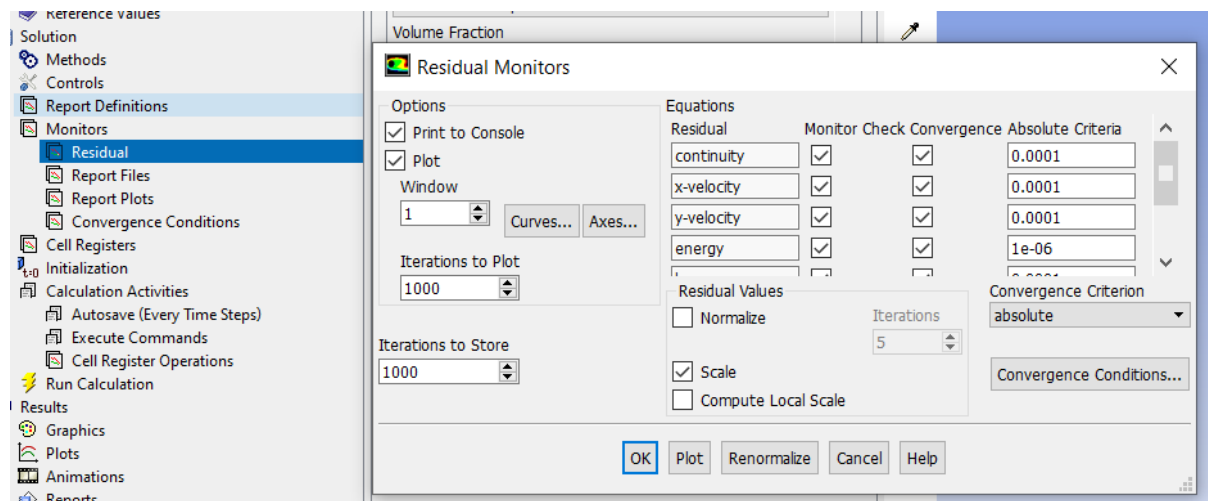 Reference Values
Solution
Methods
Controls
Report Definitions
Monitors
Residual
Report Files
Report Plots
Convergence Conditions
Cell Registers
t=0 Initialization
Calculation Activities
Autosave (Every Time Steps)
Execute Commands
Cell Register Operations
Run Calculation
Results
Graphics
Plots
Animations
Reports
Volume Fraction
Residual Monitors
Options
Print to Console
Plot
Window
1
Curves... Axes...
Iterations to Plot
1000
Iterations to Store
1000
Equations
Residual Monitor Check Convergence Absolute Criteria
continuity 0.0001
x-velocity 0.0001
y-velocity 0.0001
energy 1e-06
Residual Values
Normalize
Iterations
5
Scale
Compute Local Scale
Convergence Criterion
absolute
Convergence Conditions...
OK Plot Renormalize Cancel Help